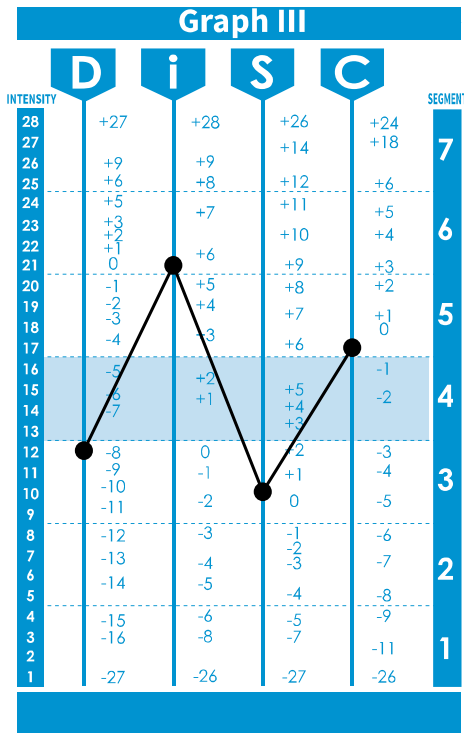 Graph III
D i S C
INTENSITY SEGMENT
28 +27 +28 +26 +24
27 +14 +18 7
26 +9 +9
25 +6 +8 +12 +6
24 +5 +7 +11 +5
23 +3 6
+2 +10 +4
22 +1 +6
21 0 +9 +3
20 -1 +5 +8 +2
19 -2 +4
-3 +7 +1 5
18 -4 +3 0
17 +6
16 -5 +2 -1
15 -6 +1 +5 -2 4
14 -7 +4
13 +3
12 -8 0 +2 -3
11 -9 -1 +1 -4 3
10 -10 -2 0 -5
9 -11
8 -12 -3 -1 -6
7 -13 -2
-4 -3 -7 2
6 -14 -5
5 -4 -8
4 -15 -6 -5 -9
3 -16 -8 -7
2 -11 1
1 -27 -26 -27 -26